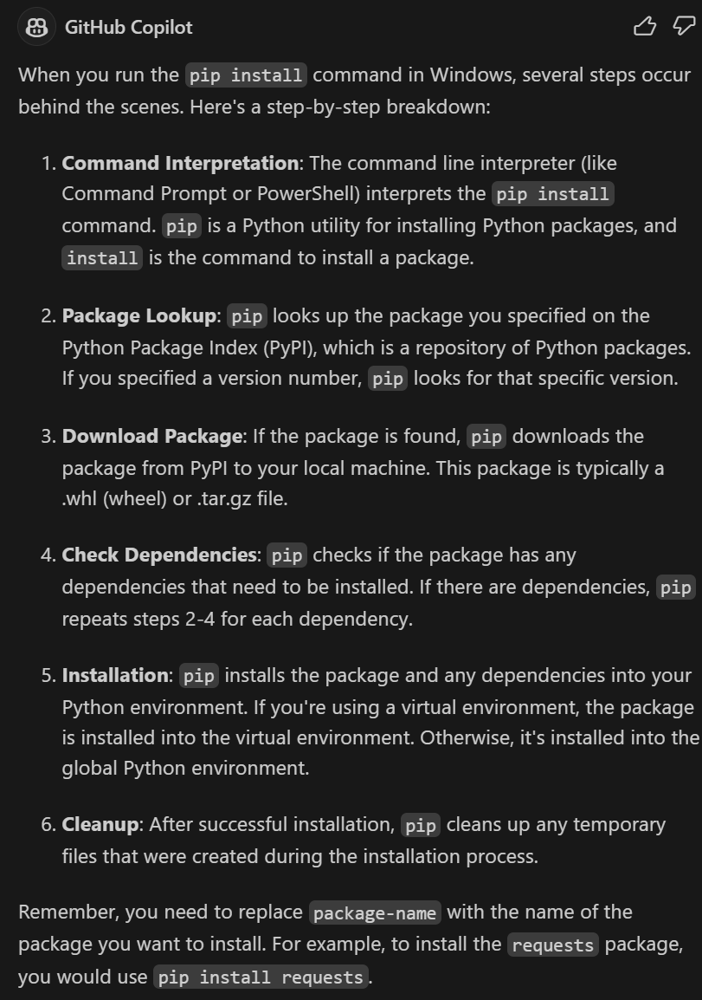 GitHub Copilot
When you run the pip install command in Windows, several steps occur
behind the scenes. Here's a step-by-step breakdown:
1. Command Interpretation: The command line interpreter (like
Command Prompt or PowerShell) interprets the pip install
command. pip is a Python utility for installing Python packages, and
install is the command to install a package.
2. Package Lookup: pip looks up the package you specified on the
Python Package Index (PyPI), which is a repository of Python packages.
If you specified a version number, pip looks for that specific version.
3. Download Package: If the package is found, pip downloads the
package from PyPI to your local machine. This package is typically a
.whl (wheel) or .tar.gz file.
4. Check Dependencies: pip checks if the package has any
dependencies that need to be installed. If there are dependencies, pip
repeats steps 2-4 for each dependency.
5. Installation: pip installs the package and any dependencies into your
Python environment. If you're using a virtual environment, the package
is installed into the virtual environment. Otherwise, it's installed into the
global Python environment.
6. Cleanup: After successful installation, pip cleans up any temporary
files that were created during the installation process.
Remember, you need to replace package-name with the name of the
package you want to install. For example, to install the requests package,
you would use pip install requests.